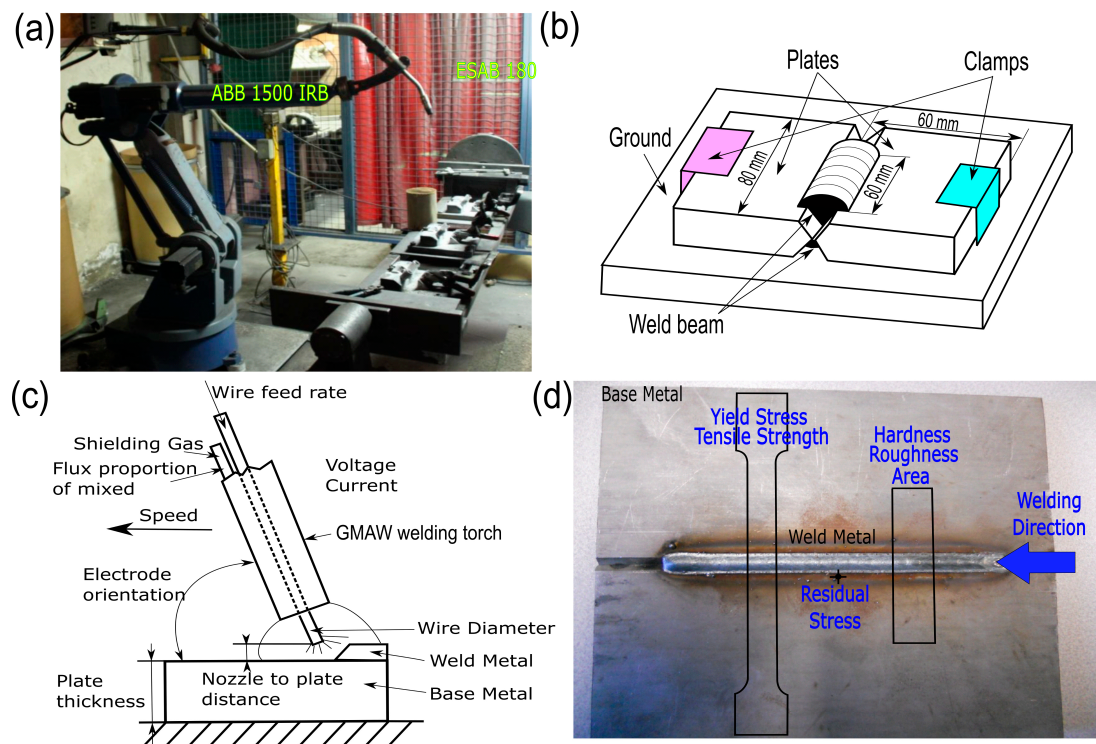 (a)
ABB 1500 IRB
ESAB 180
(b)
Plates
Clamps
Ground
60 mm
80 mm
60 mm
Weld beam
(c)
Wire feed rate
Shielding Gas
Flux proportion
of mixed
Voltage
Current
Speed
GMAW welding torch
Electrode
orientation
Wire Diameter
Weld Metal
Nozzle to plate
distance
Base Metal
Plate
thickness
(d)
Base Metal
Yield Stress
Tensile Strength
Hardness
Roughness
Area
Welding
Direction
Weld Metal
Residual
Stress